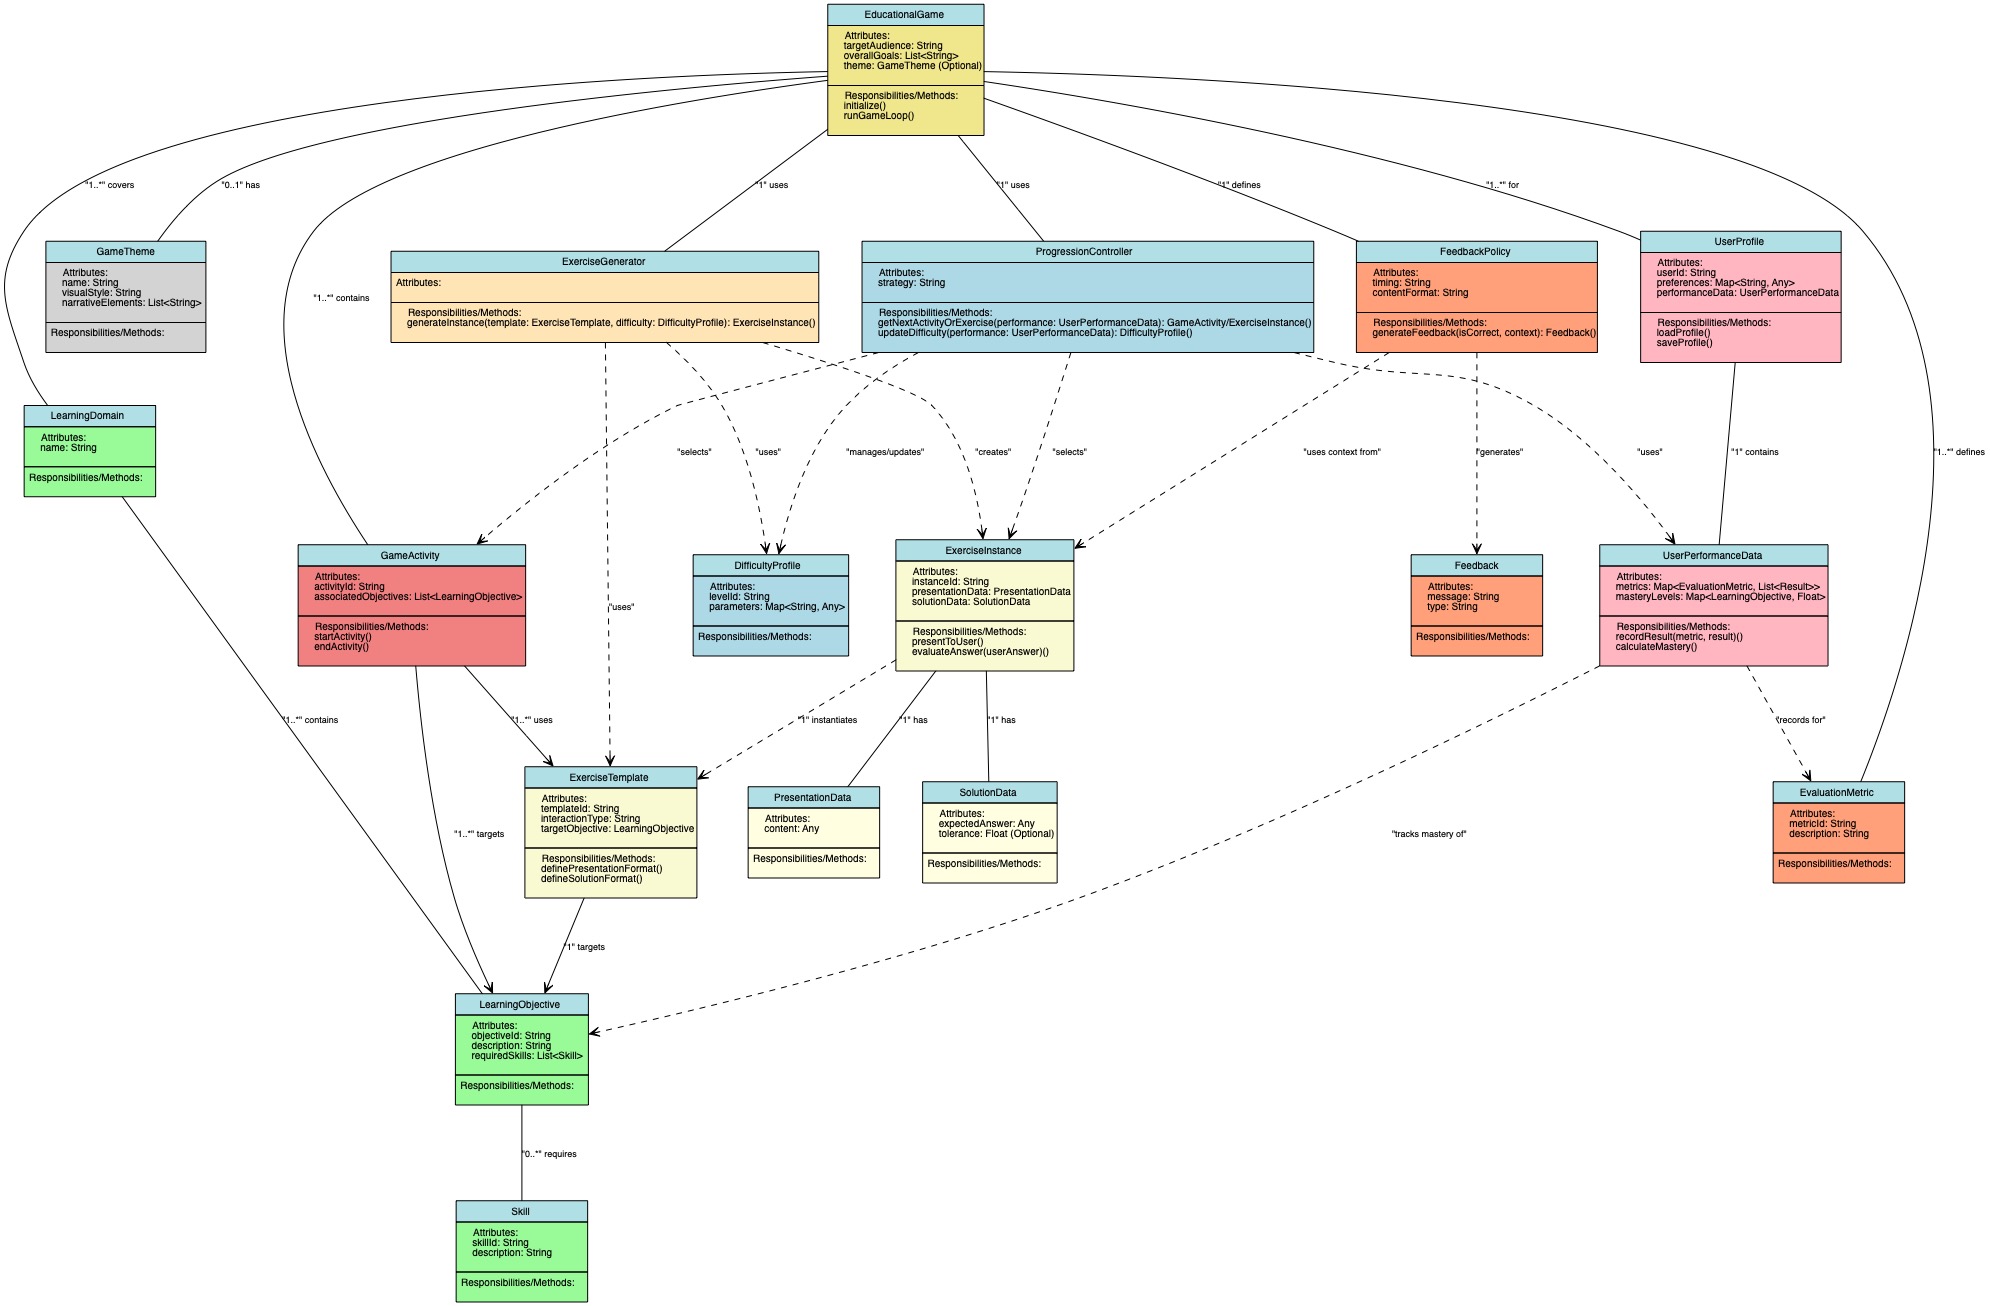 EducationalGame
Attributes:
targetAudience: String
overallGoals: List<String>
theme: GameTheme (Optional)
Responsibilities/Methods:
initialize()
runGameLoop()
"1..*" covers
"0..1" has
"1" uses
"1" uses
"1" defines
"1..*" for
GameTheme
Attributes:
name: String
visualStyle: String
narrativeElements: List<String>
Responsibilities/Methods:
"1..*" contains
ExerciseGenerator
Attributes:
Responsibilities/Methods:
generateInstance(template: ExerciseTemplate, difficulty: DifficultyProfile): ExerciseInstance()
ProgressionController
Attributes:
strategy: String
Responsibilities/Methods:
getNextActivityOrExercise(performance: UserPerformanceData): GameActivity/ExerciseInstance()
updateDifficulty(performance: UserPerformanceData): DifficultyProfile()
FeedbackPolicy
Attributes:
timing: String
contentFormat: String
Responsibilities/Methods:
generateFeedback(isCorrect, context): Feedback()
UserProfile
Attributes:
userId: String
preferences: Map<String, Any>
performanceData: UserPerformanceData
Responsibilities/Methods:
loadProfile()
saveProfile()
LearningDomain
Attributes:
name: String
Responsibilities/Methods:
"selects"
"uses"
"manages/updates"
"creates"
"selects"
"uses context from"
"generates"
"uses"
"1" contains
"1..*" defines
GameActivity
Attributes:
activityId: String
associatedObjectives: List<LearningObjective>
Responsibilities/Methods:
startActivity()
endActivity()
"uses"
DifficultyProfile
Attributes:
levelId: String
parameters: Map<String, Any>
Responsibilities/Methods:
ExerciseInstance
Attributes:
instanceId: String
presentationData: PresentationData
solutionData: SolutionData
Responsibilities/Methods:
presentToUser()
evaluateAnswer(userAnswer)()
Feedback
Attributes:
message: String
type: String
Responsibilities/Methods:
UserPerformanceData
Attributes:
metrics: Map<EvaluationMetric, List<Result>>
masteryLevels: Map<LearningObjective, Float>
Responsibilities/Methods:
recordResult(metric, result)()
calculateMastery()
"1..*" contains
"1..*" uses
"1" instantiates
"1" has
"1" has
"records for"
ExerciseTemplate
Attributes:
templateId: String
interactionType: String
targetObjective: LearningObjective
Responsibilities/Methods:
definePresentationFormat()
defineSolutionFormat()
PresentationData
Attributes:
content: Any
Responsibilities/Methods:
SolutionData
Attributes:
expectedAnswer: Any
tolerance: Float (Optional)
Responsibilities/Methods:
EvaluationMetric
Attributes:
metricId: String
description: String
Responsibilities/Methods:
"1..*" targets
"tracks mastery of"
"1" targets
LearningObjective
Attributes:
objectiveId: String
description: String
requiredSkills: List<Skill>
Responsibilities/Methods:
"0..*" requires
Skill
Attributes:
skillId: String
description: String
Responsibilities/Methods: